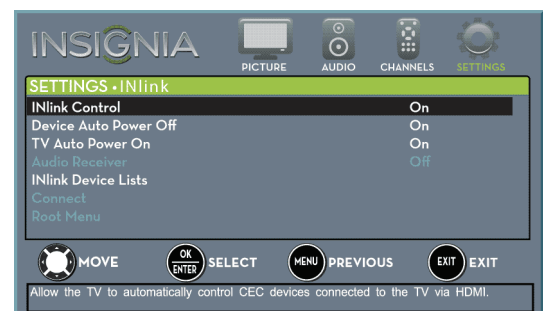 INSIGNIA
PICTURE AUDIO CHANNELS SETTINGS
SETTINGS • INlink
INlink Control On
Device Auto Power Off On
TV Auto Power On On
Audio Receiver Off
INlink Device Lists
Connect
Root Menu
MOVE OK ENTER SELECT MENU PREVIOUS EXIT EXIT
Allow the TV to automatically control CEC devices connected to the TV via HDMI.